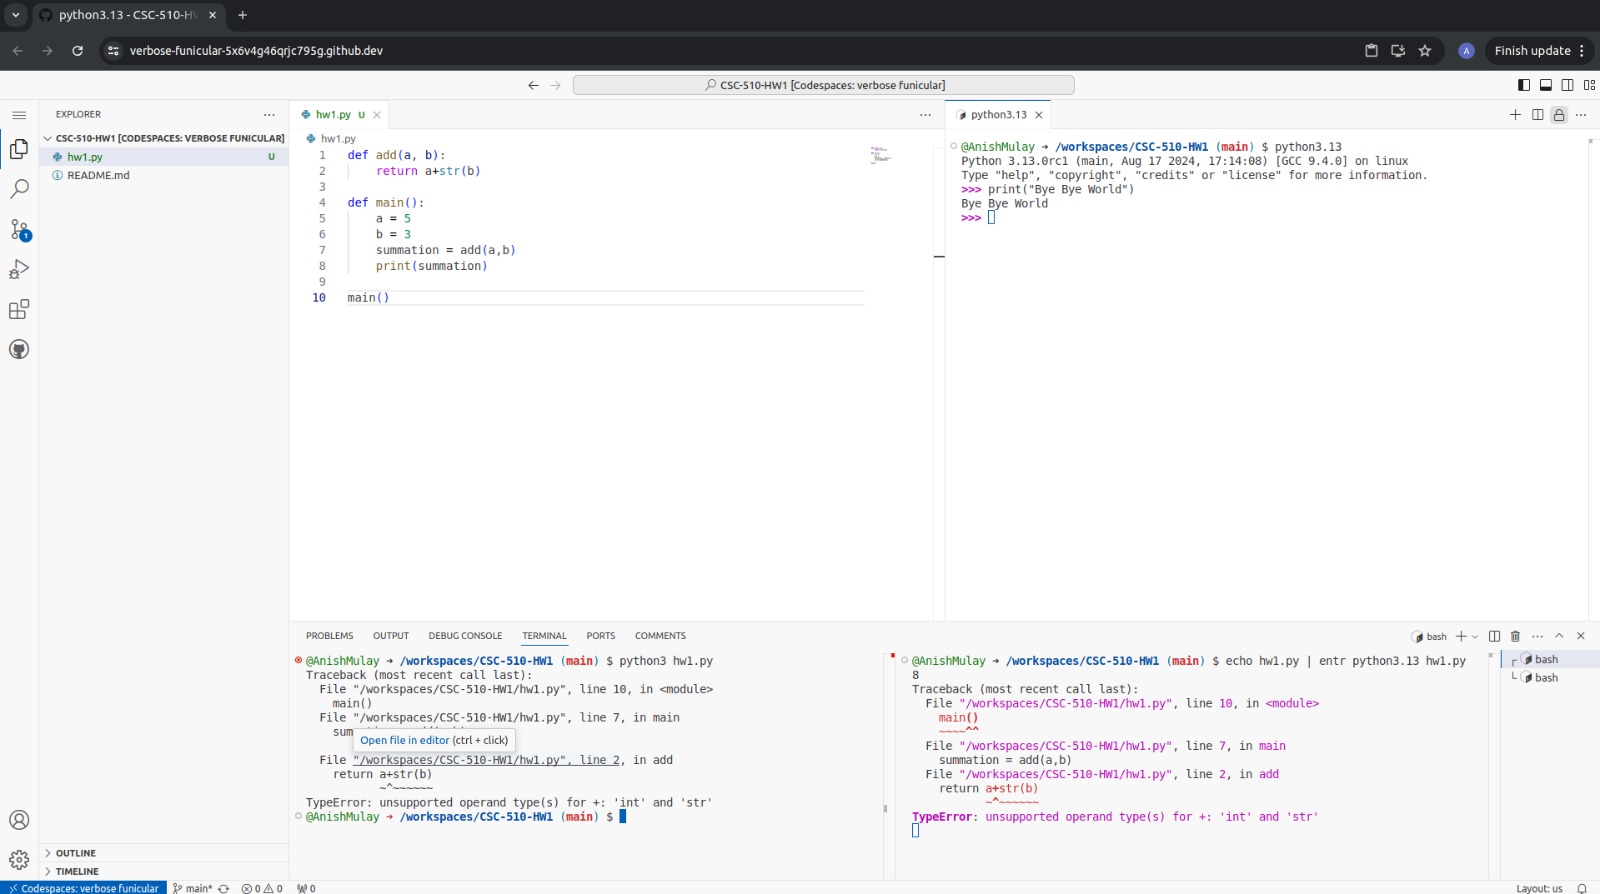 python3.13 - CSC-510-HW
verbose-funicular-5x6v4g46qrjc795g.github.dev
A
Finish update
CSC-510-HW1 [Codespaces: verbose funicular]
EXPLORER
CSC-510-HW1 [CODESPACES: VERBOSE FUNICULAR]
hw1.py U
README.md
1
OUTLINE
TIMELINE
hw1.py U
hw1.py
1 def add(a, b):
2 return a+str(b)
3
4 def main():
5 a = 5
6 b = 3
7 summation = add(a,b)
8 print(summation)
9
10 main()
python3.13
@AnishMulay ➜ /workspaces/CSC-510-HW1 (main) $ python3.13
Python 3.13.0rc1 (main, Aug 17 2024, 17:14:08) [GCC 9.4.0] on linux
Type "help", "copyright", "credits" or "license" for more information.
>>> print("Bye Bye World")
Bye Bye World
>>>
PROBLEMS OUTPUT DEBUG CONSOLE TERMINAL PORTS COMMENTS
bash
@AnishMulay ➜ /workspaces/CSC-510-HW1 (main) $ python3 hw1.py
Traceback (most recent call last):
File "/workspaces/CSC-510-HW1/hw1.py", line 10, in <module>
main()
File "/workspaces/CSC-510-HW1/hw1.py", line 7, in main
Open file in editor (ctrl + click)
File "/workspaces/CSC-510-HW1/hw1.py", line 2, in add
return a+str(b)
~^~~~~~~
TypeError: unsupported operand type(s) for +: 'int' and 'str'
@AnishMulay ➜ /workspaces/CSC-510-HW1 (main) $
@AnishMulay ➜ /workspaces/CSC-510-HW1 (main) $ echo hw1.py | entr python3.13 hw1.py
8
Traceback (most recent call last):
File "/workspaces/CSC-510-HW1/hw1.py", line 10, in <module>
main()
~~~~^^
File "/workspaces/CSC-510-HW1/hw1.py", line 7, in main
summation = add(a,b)
File "/workspaces/CSC-510-HW1/hw1.py", line 2, in add
return a+str(b)
~^~~~~~~
TypeError: unsupported operand type(s) for +: 'int' and 'str'
bash
bash
Codespaces: verbose funicular
main*
0 0
0
Layout: us